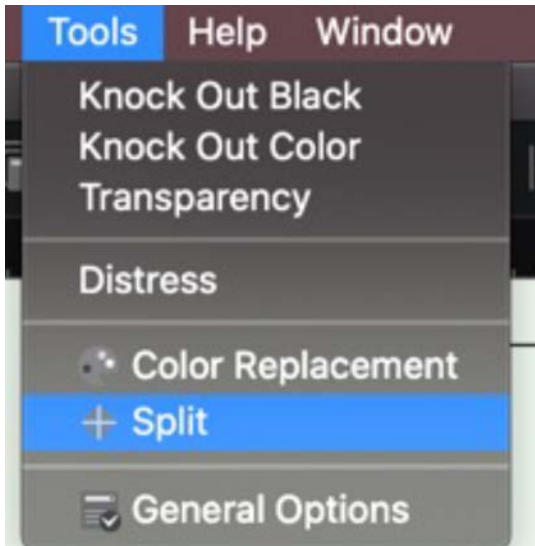 Tools Help Window
Knock Out Black
Knock Out Color
Transparency
Distress
Color Replacement
Split
General Options